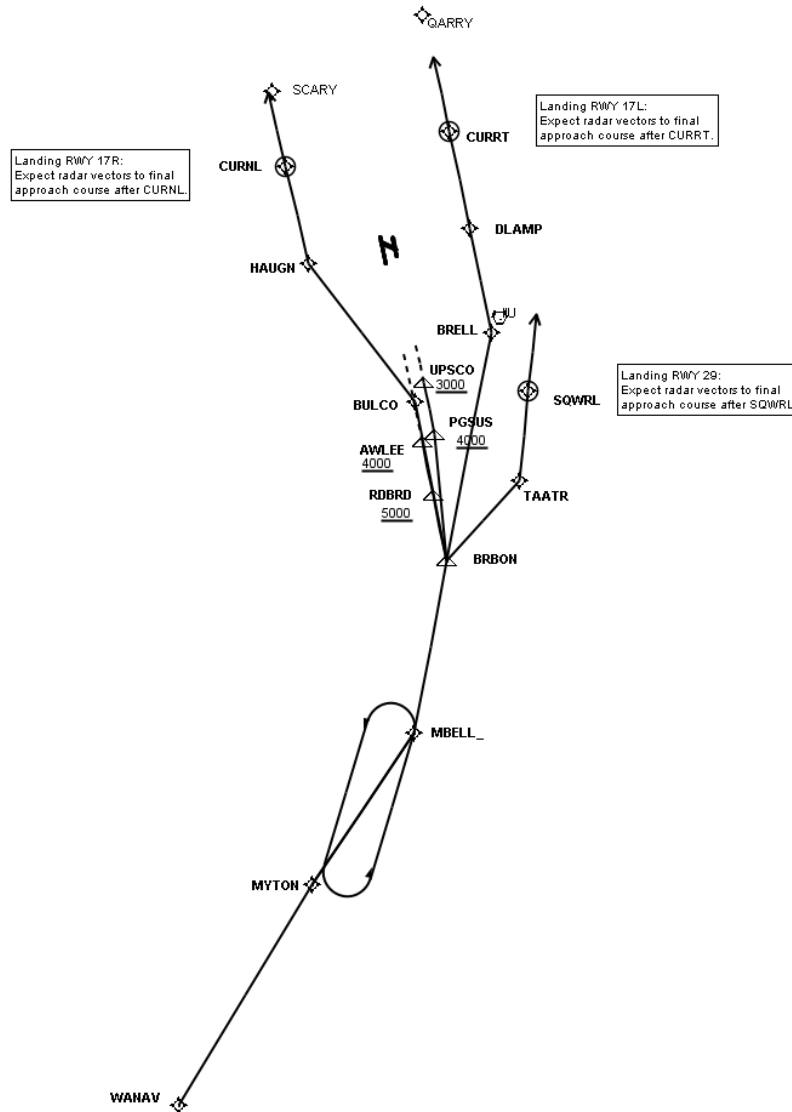 QARRY
SCARY
Landing RWY 17L:
Expect radar vectors to final
approach course after CURRT.
CURRT
Landing RWY 17R:
Expect radar vectors to final
approach course after CURNL.
CURNL
DLAMP
N
HAUGN
BRELL
UPSCO
3000
Landing RWY 29:
Expect radar vectors to final
approach course after SQWRL
SQWRL
BULCO
PGSUS
4000
AWLEE
4000
RDBRD
5000
TAATR
BRBON
MBELL_
MYTON
WANAV